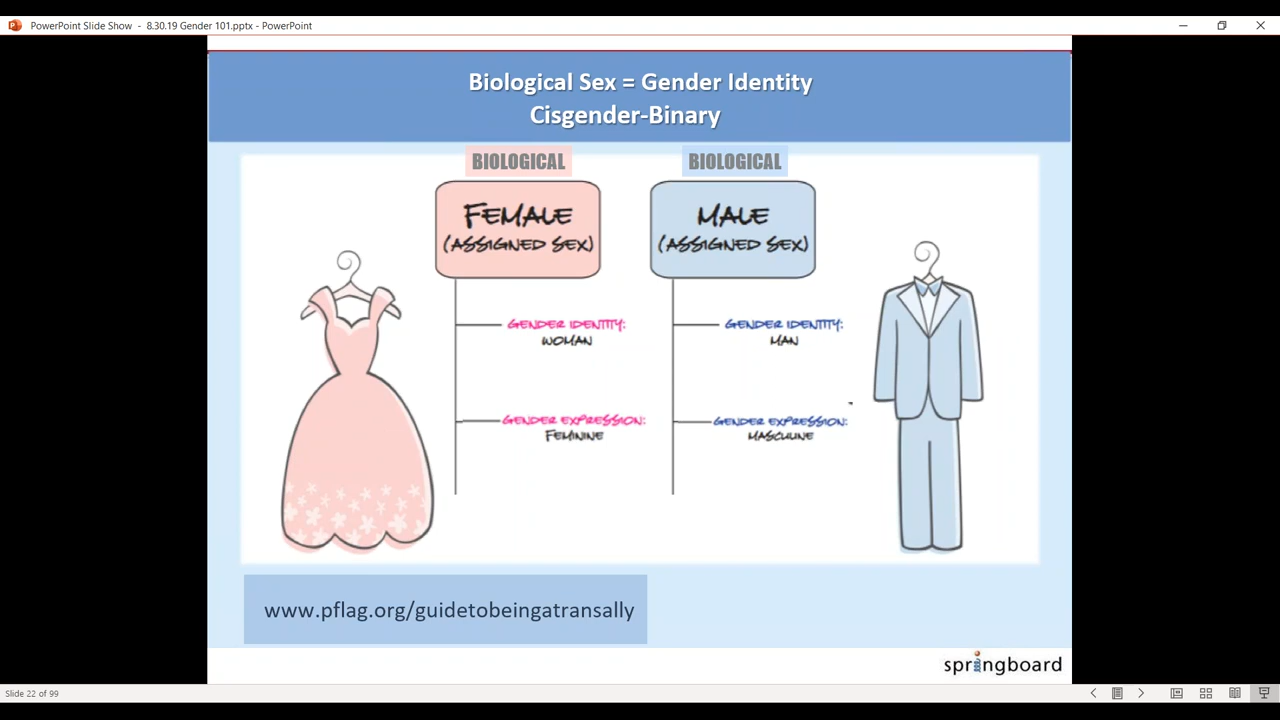 PowerPoint Slide Show - 8.30.19 Gender 101.pptx - PowerPoint
Biological Sex = Gender Identity
Cisgender-Binary
BIOLOGICAL
FEMALE
(ASSIGNED SEX)
GENDER IDENTITY:
WOMAN
GENDER EXPRESSION:
FEMININE
BIOLOGICAL
MALE
(ASSIGNED SEX)
GENDER IDENTITY:
MAN
GENDER EXPRESSION:
MASCULINE
www.pflag.org/guidetobeingatransally
springboard
Slide 22 of 99